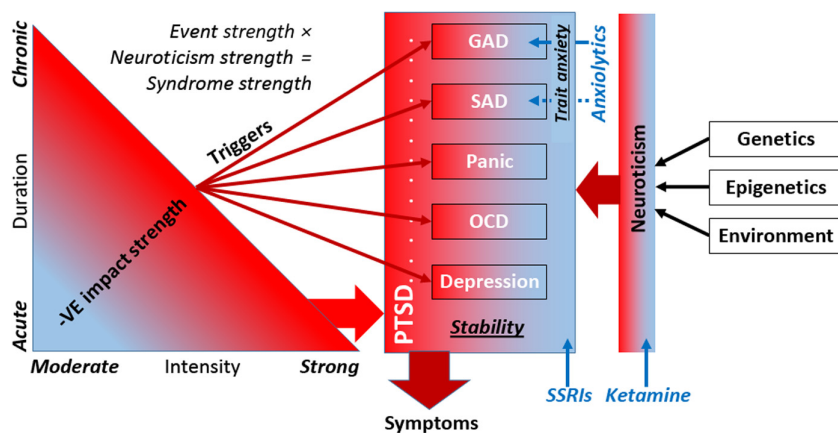 Event strength ×
Neuroticism strength =
Syndrome strength
Chronic
Duration
Acute
-VE impact strength
Moderate
Intensity
Strong
Triggers
PTSD
GAD
SAD
Panic
OCD
Depression
Stability
Trait anxiety
Anxiolytics
Symptoms
SSRIs
Ketamine
Neuroticism
Genetics
Epigenetics
Environment